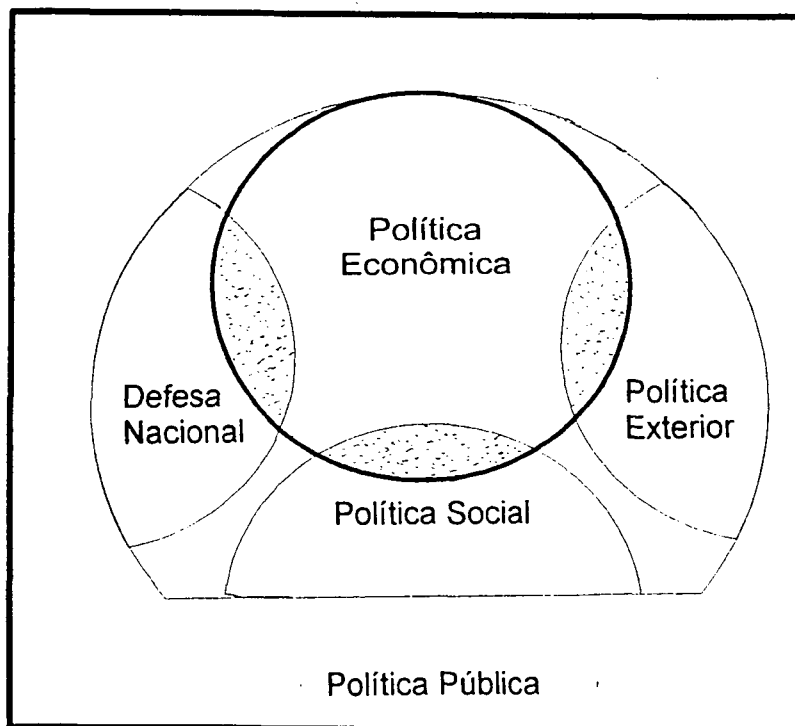 Política
Econômica
Defesa
Nacional
Política
Exterior
Política Social
Política Pública